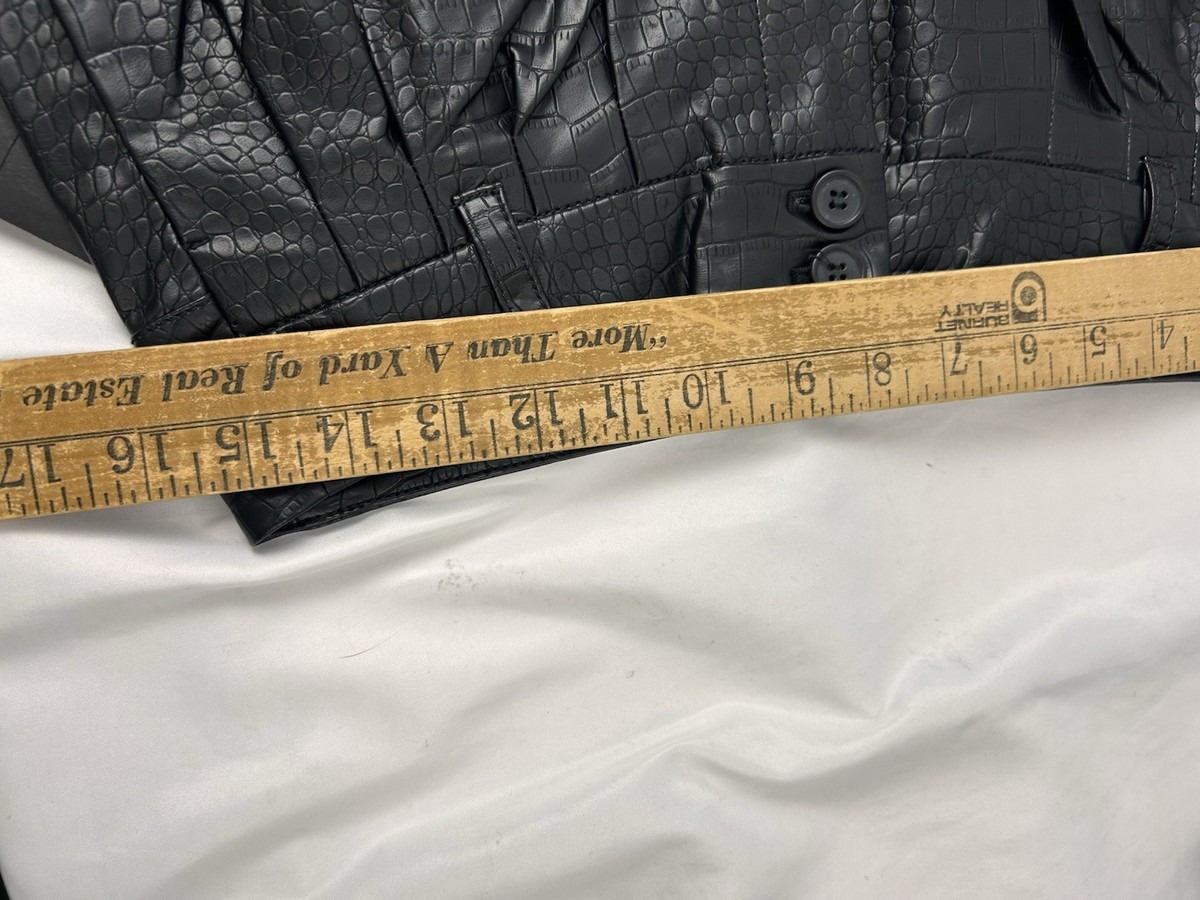 "More Than A Yard of Real Estate
BURNET
REALTY
4 5 6 7 8 9 10 11 12 13 14 15 16 17